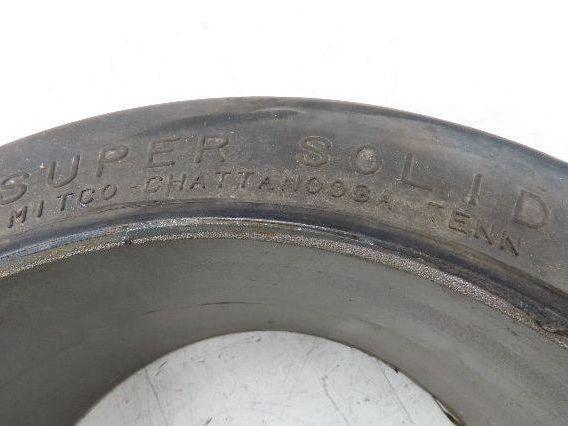 SUPER SOLID
MITCO-CHATTANOOGA, TENN